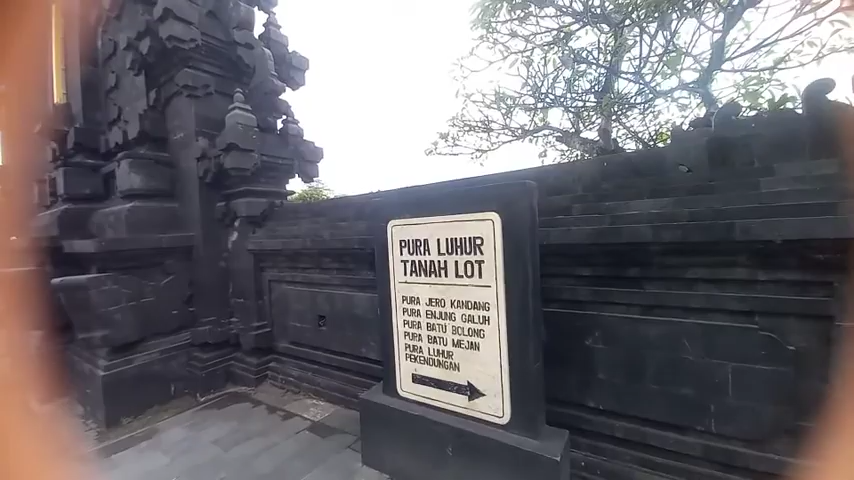 PURA LUHUR
TANAH LOT
PURA JERO KANDANG
PURA ENJUNG GALUH
PURA BATU BOLONG
PURA BATU MEJAN
PURA LUHUR
PEKENDUNGAN